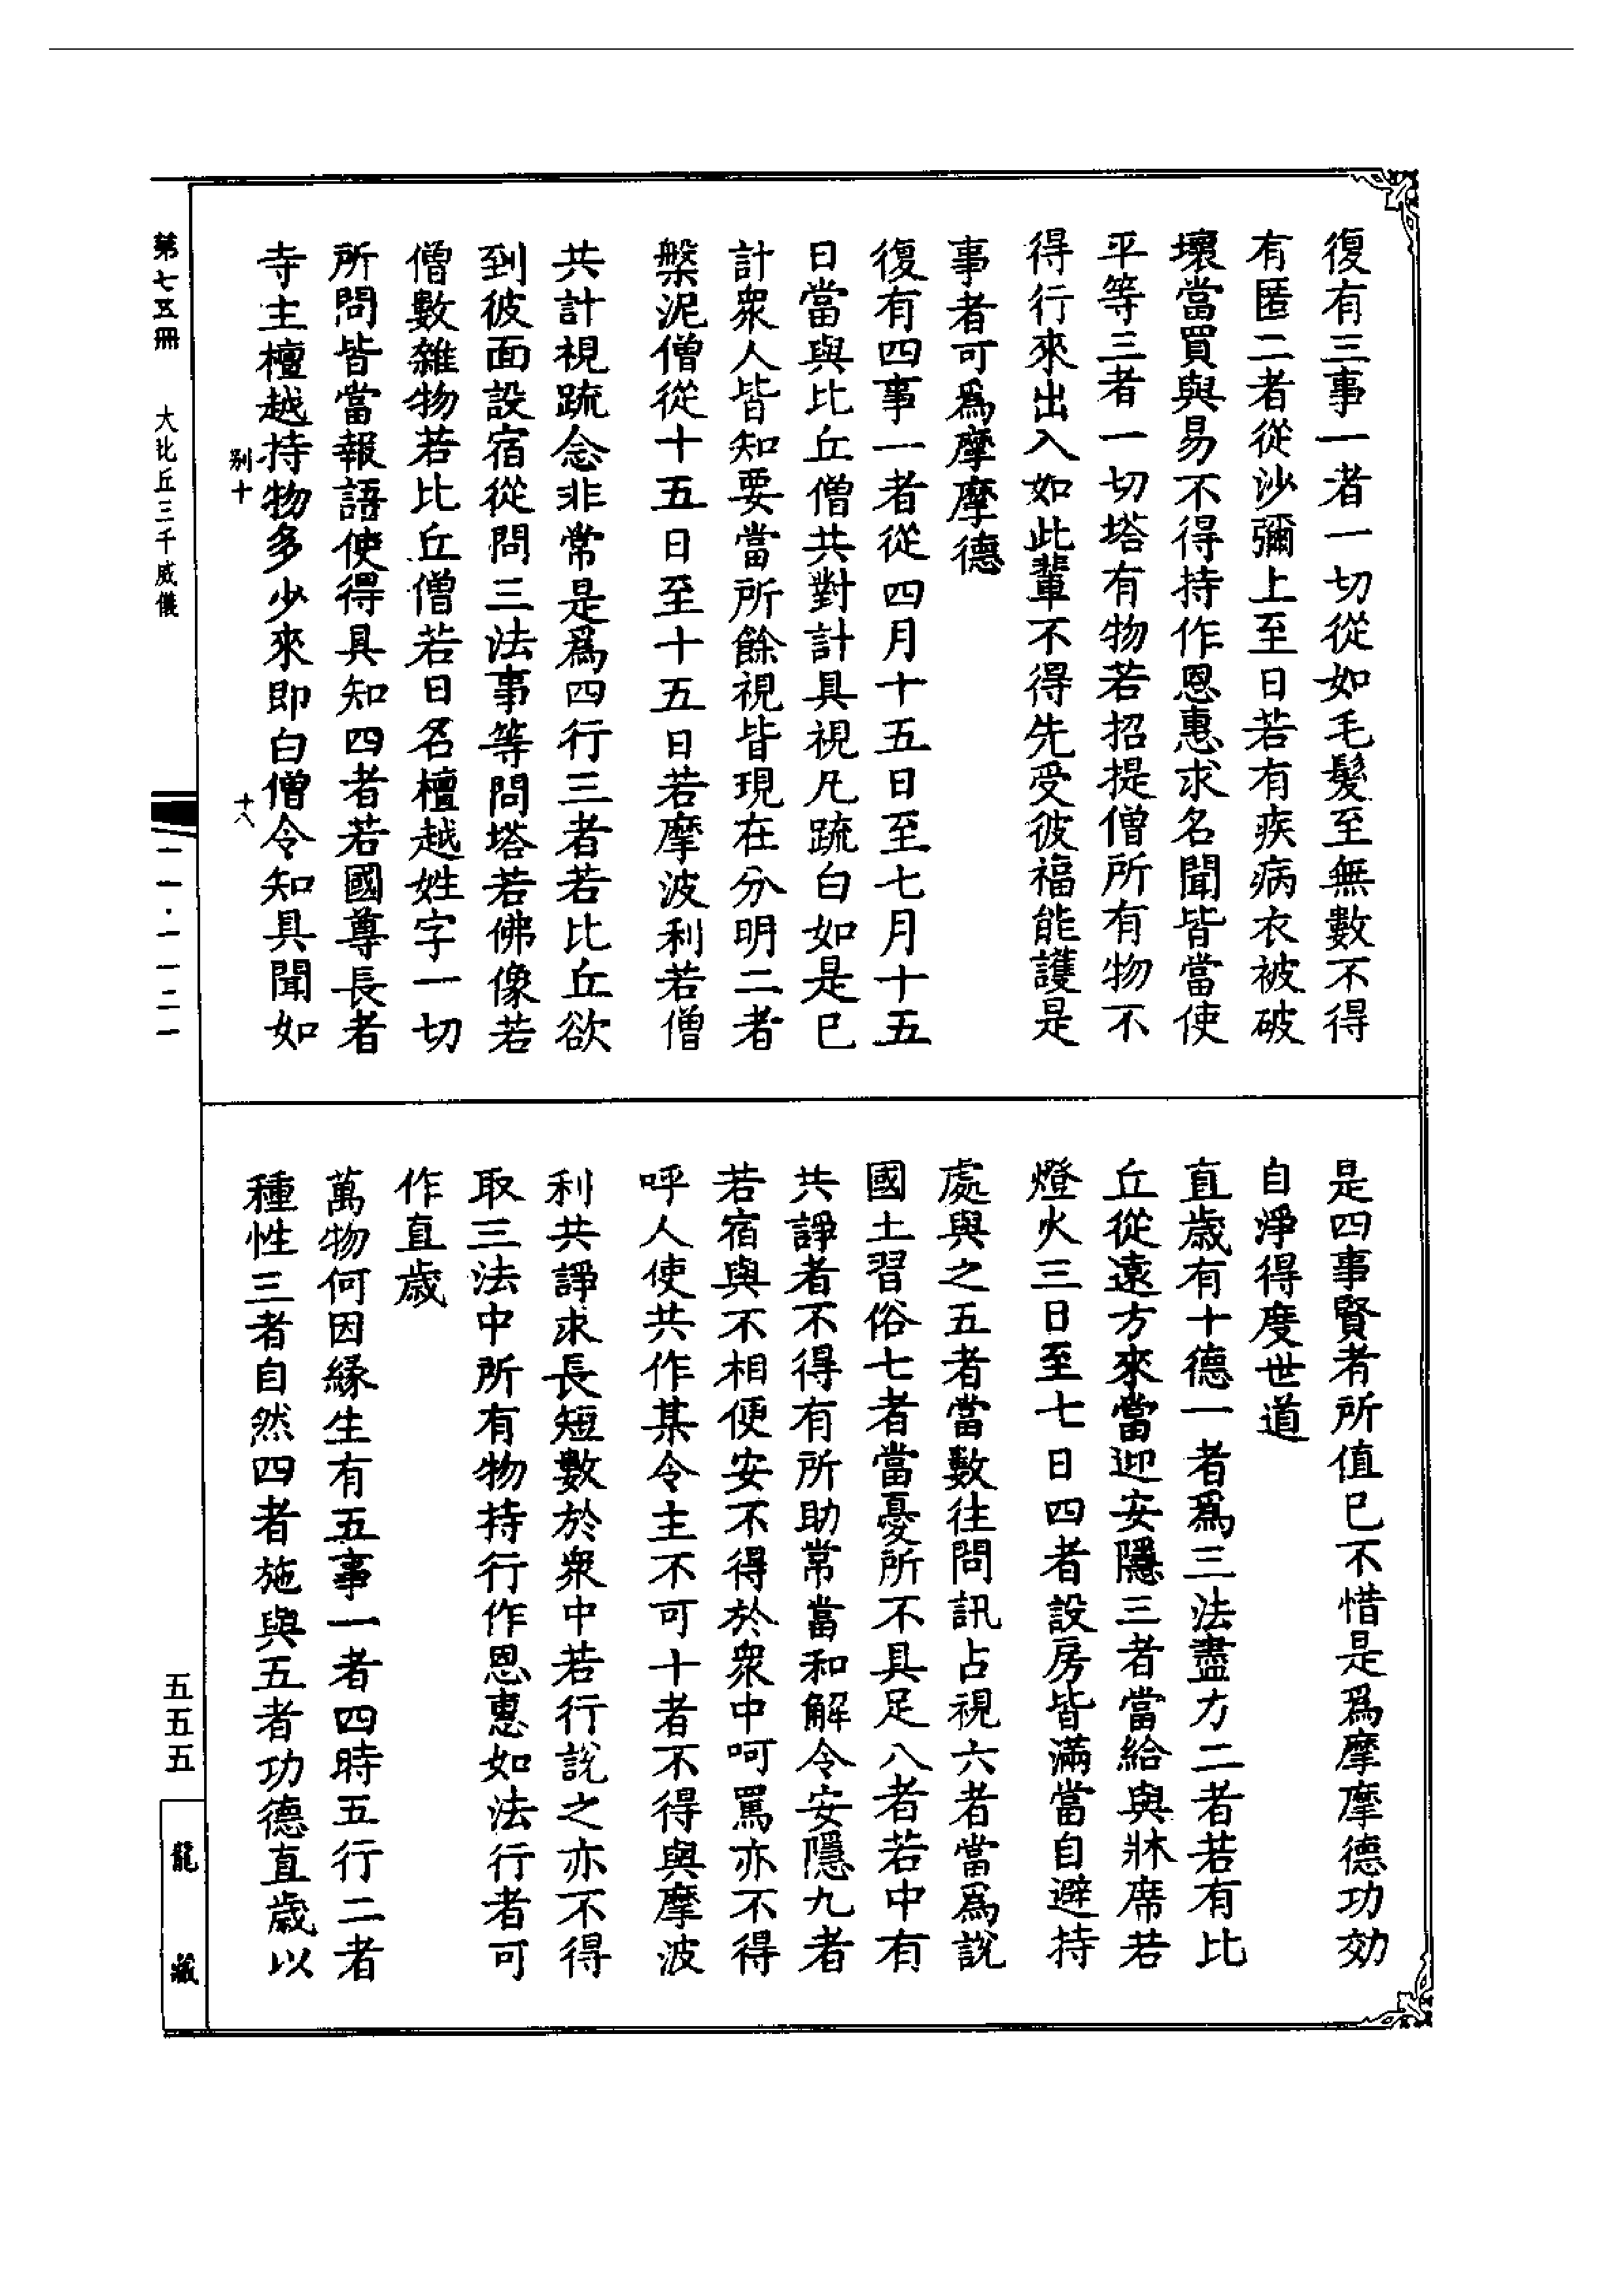 復有三事一者一切從如毛髮至無數不得
有匿二者從沙彌上至日若有疾病衣被破
壞當買與易不得持作恩惠求名聞皆當使
平等三者一切塔有物若招提僧所有物不
得行來出入如此輩不得先受彼福能護是
事者可爲摩摩德
復有四事一者從四月十五日至七月十五
日當與比丘僧共對計具視凡疏白如是已
計衆人皆知要當所餘視皆現在分明二者
槃泥僧從十五日至十五日若摩波利若僧
共計視疏念非常是爲四行三者若比丘欲
到彼面設宿從問三法事等問塔若佛像若
僧數雜物若比丘僧若日名檀越姓字一切
所問皆當報語使得具知四者若國尊長者
寺主檀越持物多少來即白僧令知具聞如
是四事賢者所值已不惜是爲摩摩德功効
自淨得度世道
直歲有十德一者爲三法盡力二者若有比
丘從遠方來當迎安隱三者當給與牀席若
燈火三日至七日四者設房皆滿當自避持
處與之五者當數往問訊占視六者當爲說
國土習俗七者當憂所不具足八者若中有
共諍者不得有所助常當和解令安隱九者
若宿與不相便安不得於衆中呵罵亦不得
呼人使共作某令主不可十者不得與摩波
利共諍求長短數於衆中若行說之亦不得
取三法中所有物持行作恩惠如法行者可
作直歲
萬物何因緣生有五事一者四時五行二者
種性三者自然四者施與五者功德直歲以
别十
十八
第七五冊
大比丘三千威儀
一一·一一二一
五五五
龍藏